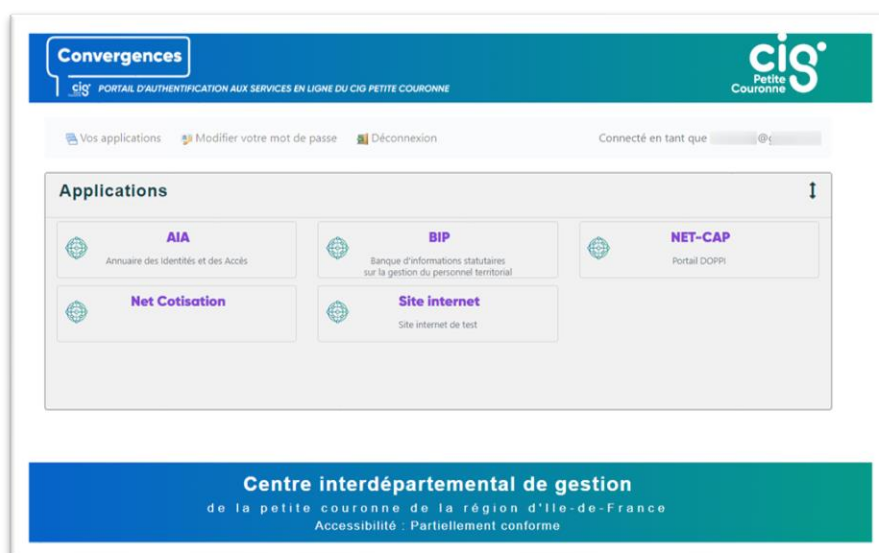 Convergences
cig PORTAIL D'AUTHENTIFICATION AUX SERVICES EN LIGNE DU CIG PETITE COURONNE
cig
Petite
Couronne
Vos applications Modifier votre mot de passe Déconnexion Connecté en tant que @
Applications
AIA
Annuaire des Identités et des Accès
BIP
Banque d'informations statutaires
sur la gestion du personnel territorial
NET-CAP
Portail DOPPI
Net Cotisation
Site internet
Site internet de test
Centre interdépartemental de gestion
de la petite couronne de la région d'Ile-de-France
Accessibilité : Partiellement conforme